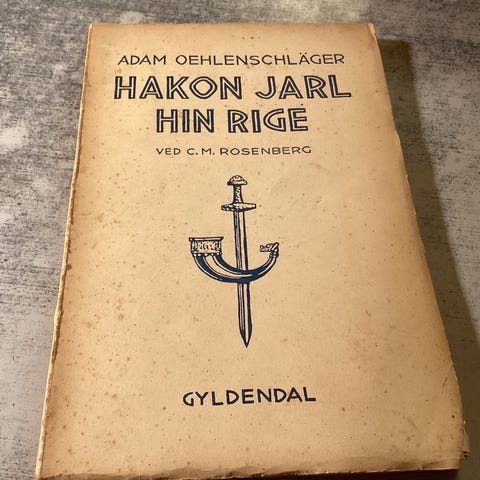 ADAM OEHLENSCHLÄGER
HAKON JARL
HIN RIGE
VED C. M. ROSENBERG
GYLDENDAL